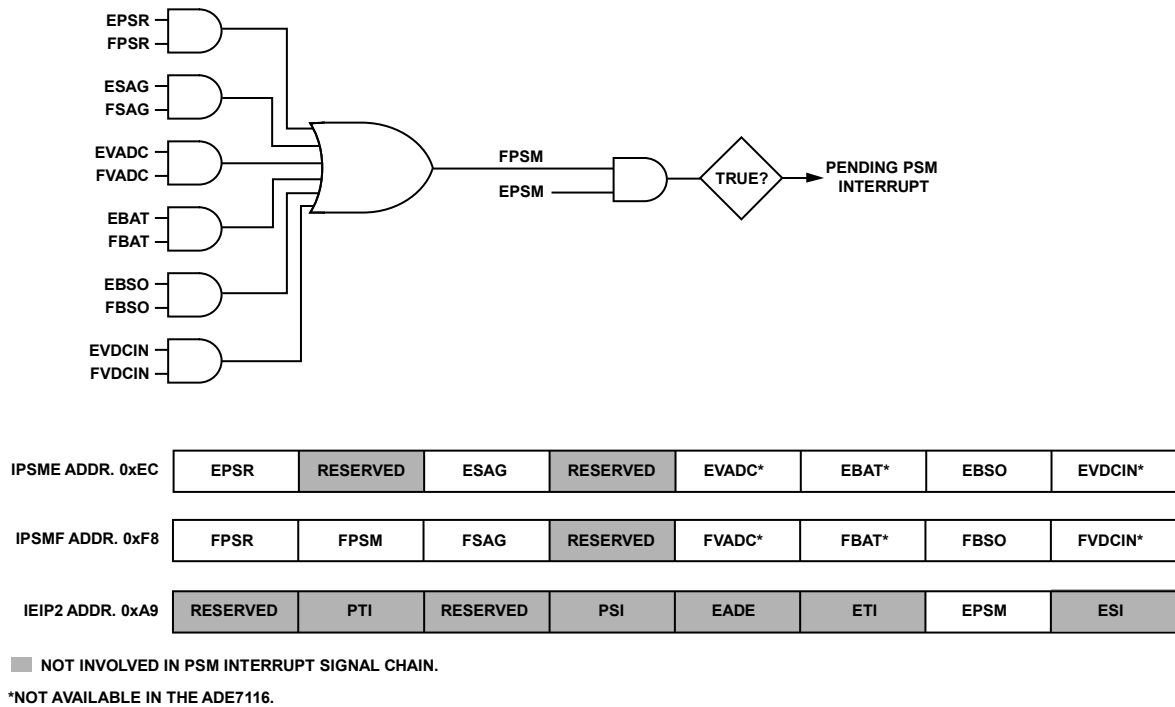 EPSR
FPSR
ESAG
FSAG
EVADC
FVADC
EBAT
FBAT
EBSO
FBSO
EVDCIN
FVDCIN
FPSM
EPSM
TRUE?
PENDING PSM
INTERRUPT
IPSME ADDR. 0xEC EPSR RESERVED ESAG RESERVED EVADC* EBAT* EBSO EVDCIN*
IPSMF ADDR. 0xF8 FPSR FPSM FSAG RESERVED FVADC* FBAT* FBSO FVDCIN*
IEIP2 ADDR. 0xA9 RESERVED PTI RESERVED PSI EADE ETI EPSM ESI
NOT INVOLVED IN PSM INTERRUPT SIGNAL CHAIN.
*NOT AVAILABLE IN THE ADE7116.